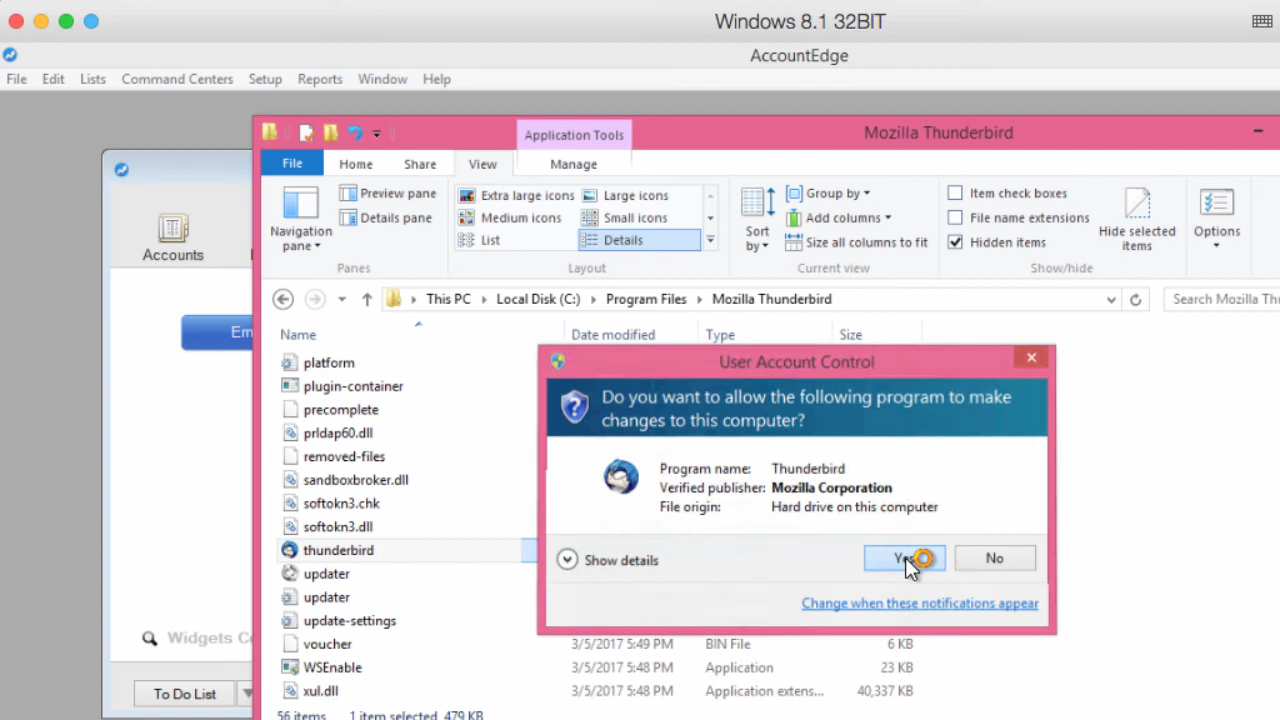 Windows 8.1 32BIT
AccountEdge
File Edit Lists Command Centers Setup Reports Window Help
Application Tools
Mozilla Thunderbird
File Home Share View Manage
Navigation pane
Preview pane
Details pane
Panes
Extra large icons
Large icons
Medium icons
Small icons
List
Details
Layout
Sort by
Group by
Add columns
Size all columns to fit
Current view
Item check boxes
File name extensions
Hidden items
Hide selected items
Show/hide
Options
Accounts
This PC Local Disk (C:) Program Files Mozilla Thunderbird
Name Date modified Type Size
platform
plugin-container
precomplete
prldap60.dll
removed-files
sandboxbroker.dll
softokn3.chk
softokn3.dll
thunderbird
updater
updater
update-settings
voucher 3/5/2017 5:49 PM BIN File 6 KB
WSEnable 3/5/2017 5:48 PM Application 23 KB
xul.dll 3/5/2017 5:48 PM Application extens... 40,337 KB
56 items 1 item selected 479 KB
User Account Control
Do you want to allow the following program to make
changes to this computer?
Program name: Thunderbird
Verified publisher: Mozilla Corporation
File origin: Hard drive on this computer
Show details
Yes
No
Change when these notifications appear
Widgets
To Do List